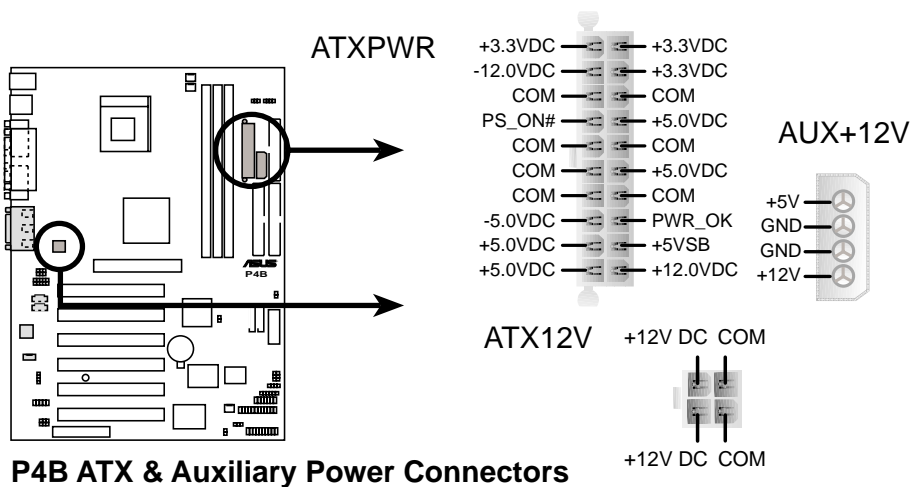 ATXPWR
+3.3VDC +3.3VDC
-12.0VDC +3.3VDC
COM COM
PS_ON# +5.0VDC
COM COM
COM +5.0VDC
COM COM
-5.0VDC PWR_OK
+5.0VDC +5VSB
+5.0VDC +12.0VDC
AUX+12V
+5V
GND
GND
+12V
ASUS
P4B
ATX12V
+12V DC COM
+12V DC COM
P4B ATX & Auxiliary Power Connectors